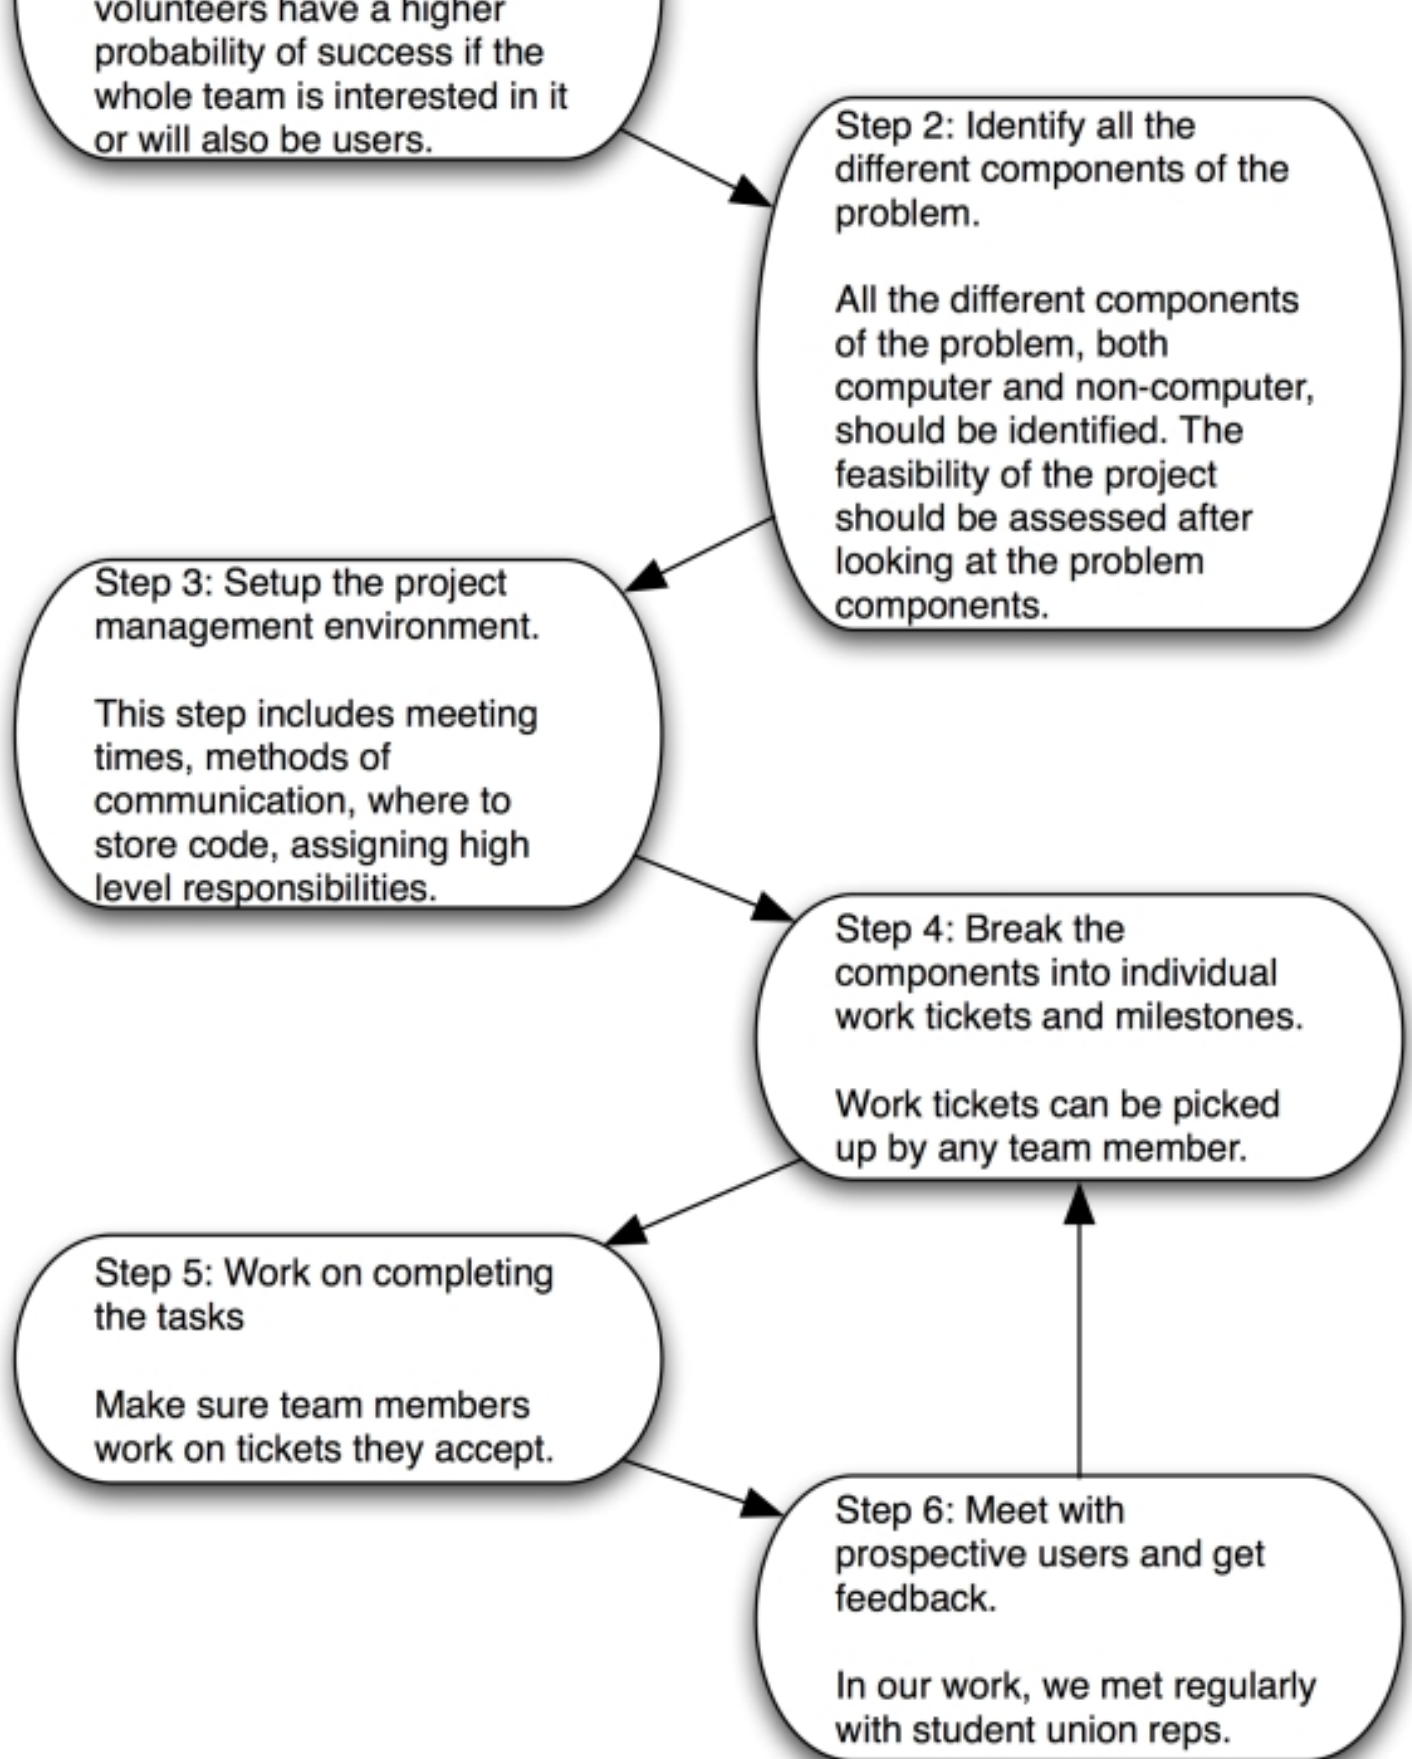 volunteers have a higher
probability of success if the
whole team is interested in it
or will also be users.
Step 2: Identify all the
different components of the
problem.
All the different components
of the problem, both
computer and non-computer,
should be identified. The
feasibility of the project
should be assessed after
looking at the problem
components.
Step 3: Setup the project
management environment.
This step includes meeting
times, methods of
communication, where to
store code, assigning high
level responsibilities.
Step 4: Break the
components into individual
work tickets and milestones.
Work tickets can be picked
up by any team member.
Step 5: Work on completing
the tasks
Make sure team members
work on tickets they accept.
Step 6: Meet with
prospective users and get
feedback.
In our work, we met regularly
with student union reps.